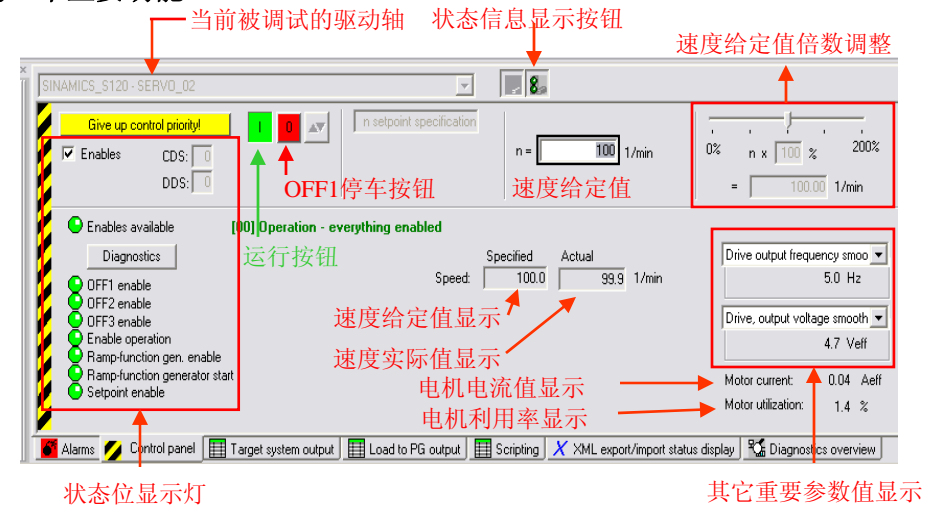 当前被调试的驱动轴
状态信息显示按钮
速度给定值倍数调整
SINAMICS_S120 - SERVO_02
Give up control priority!
I
0
n setpoint specification
Enables
CDS: 0
DDS: 0
OFF1停车按钮
n = 100 1/min
速度给定值
0%
n x 100 %
200%
= 100.00 1/min
Enables available
[00] Operation - everything enabled
运行按钮
Diagnostics
Specified
Actual
Speed: 100.0 99.9 1/min
Drive output frequency smoo
5.0 Hz
OFF1 enable
OFF2 enable
OFF3 enable
Enable operation
Ramp-function gen. enable
Ramp-function generator start
Setpoint enable
速度给定值显示
速度实际值显示
Drive, output voltage smooth
4.7 Veff
电机电流值显示
Motor current: 0.04 Aeff
电机利用率显示
Motor utilization: 1.4 %
Alarms
Control panel
Target system output
Load to PG output
Scripting
XML export/import status display
Diagnostics overview
状态位显示灯
其它重要参数值显示